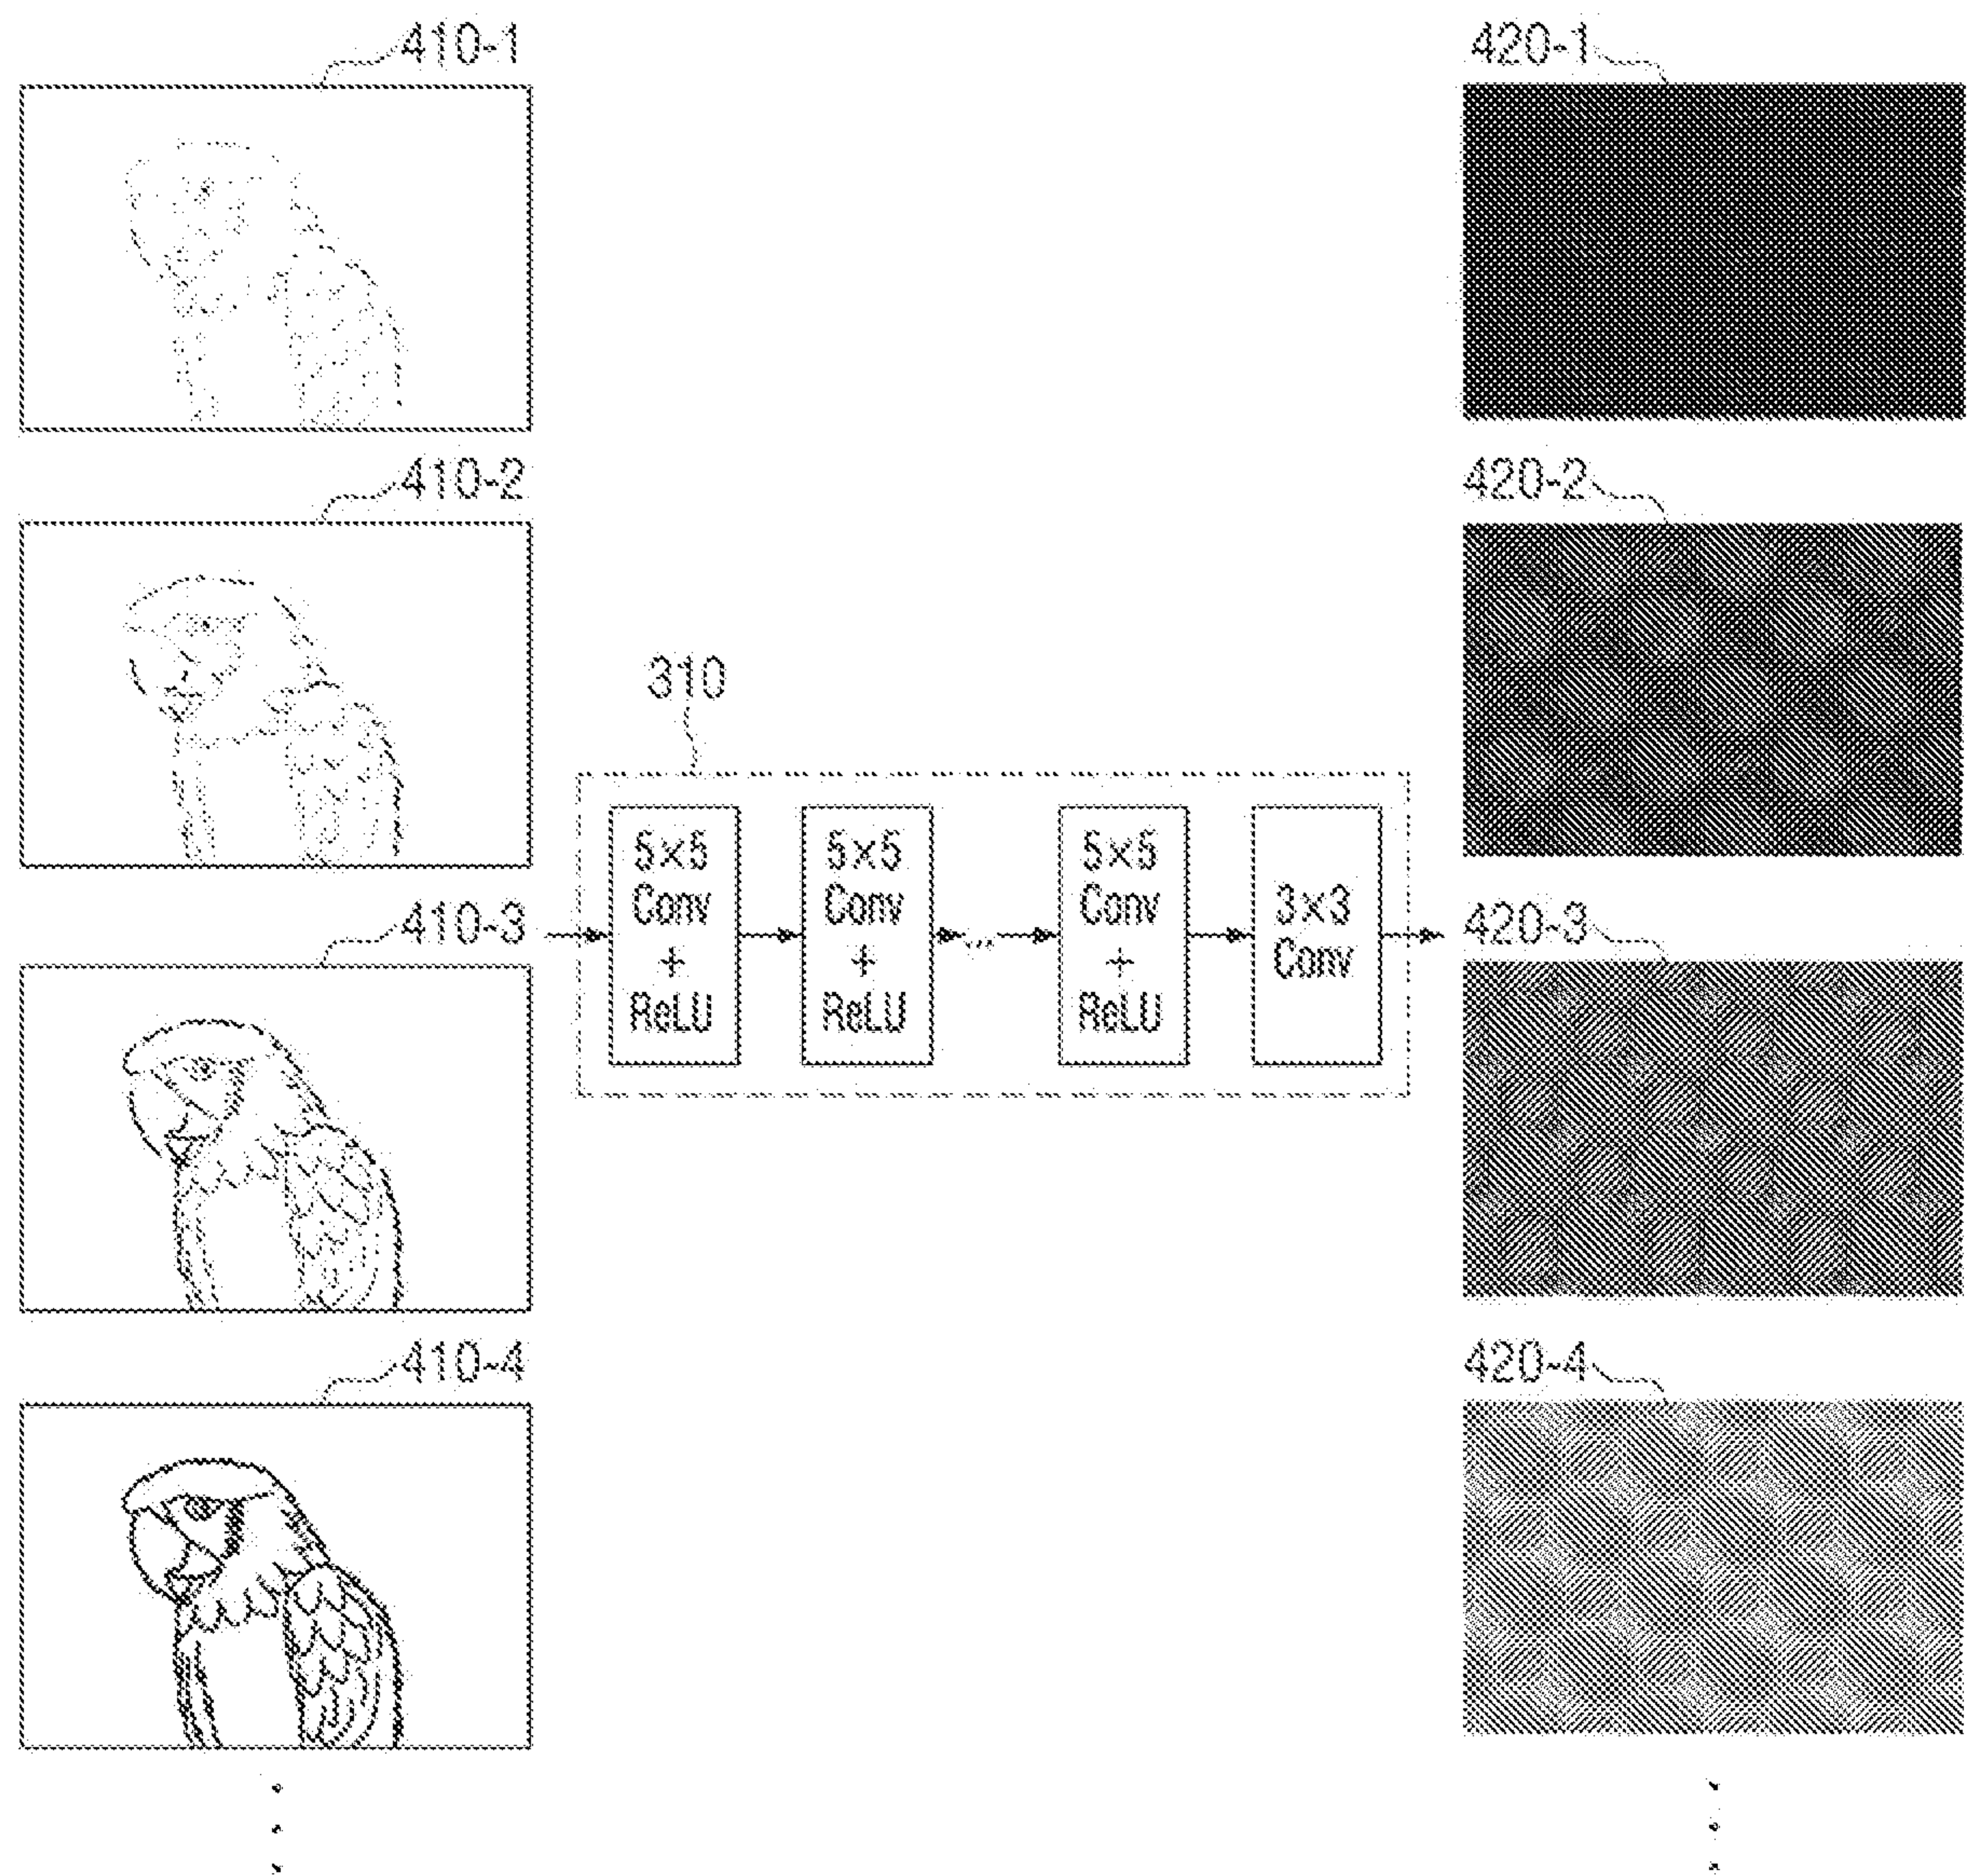 410-1
420-1
410-2
420-2
310
410-3
5×5
Conv
+
ReLU
5×5
Conv
+
ReLU
...
5×5
Conv
+
ReLU
3×3
Conv
420-3
410-4
420-4